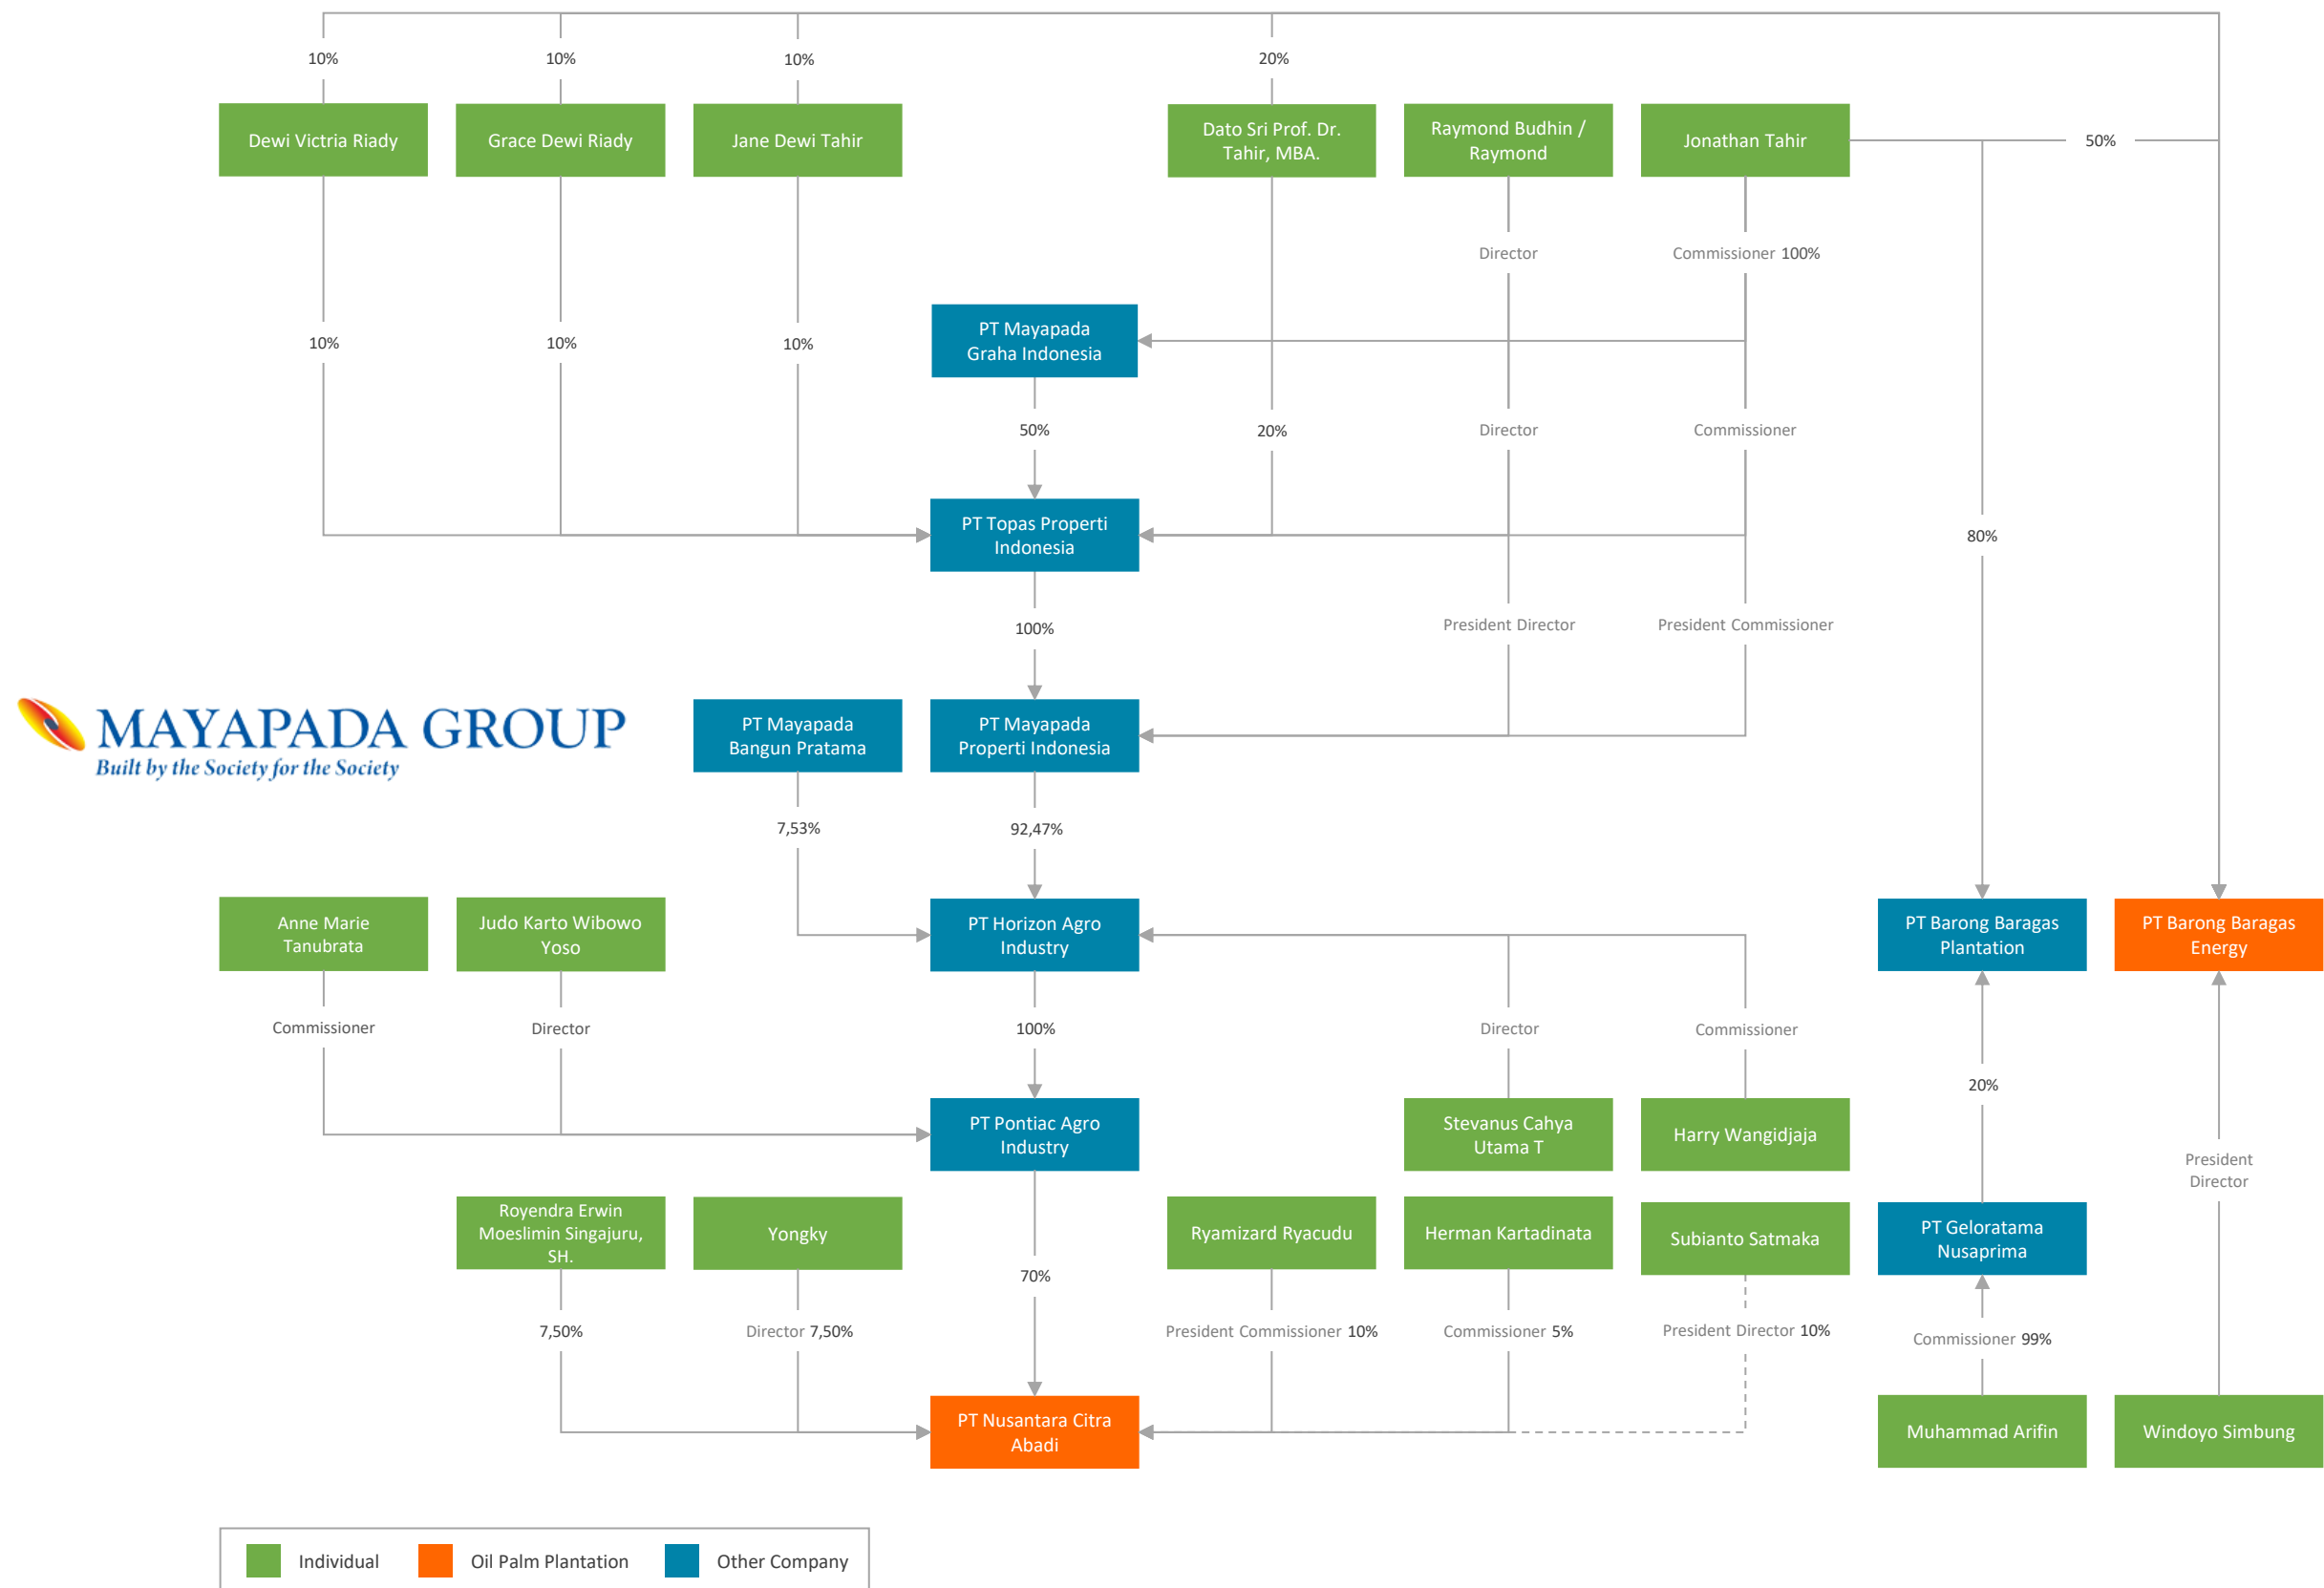 10%
10%
10%
20%
Dewi Victria Riady
Grace Dewi Riady
Jane Dewi Tahir
Dato Sri Prof. Dr.
Tahir, MBA.
Raymond Budhin /
Raymond
Jonathan Tahir
50%
Director
Commissioner 100%
PT Mayapada
Graha Indonesia
10%
10%
10%
50%
20%
Director
Commissioner
PT Topas Properti
Indonesia
80%
100%
President Director
President Commissioner
MAYAPADA GROUP
Built by the Society for the Society
PT Mayapada
Bangun Pratama
PT Mayapada
Properti Indonesia
7,53%
92,47%
Anne Marie
Tanubrata
Judo Karto Wibowo
Yoso
PT Horizon Agro
Industry
PT Barong Baragas
Plantation
PT Barong Baragas
Energy
Commissioner
Director
100%
Director
Commissioner
20%
PT Pontiac Agro
Industry
Stevanus Cahya
Utama T
Harry Wangidjaja
President
Director
Royendra Erwin
Moeslimin Singajuru,
SH.
Yongky
Ryamizard Ryacudu
Herman Kartadinata
Subianto Satmaka
PT Geloratama
Nusaprima
70%
7,50%
Director 7,50%
President Commissioner 10%
Commissioner 5%
President Director 10%
Commissioner 99%
PT Nusantara Citra
Abadi
Muhammad Arifin
Windoyo Simbung
Individual
Oil Palm Plantation
Other Company